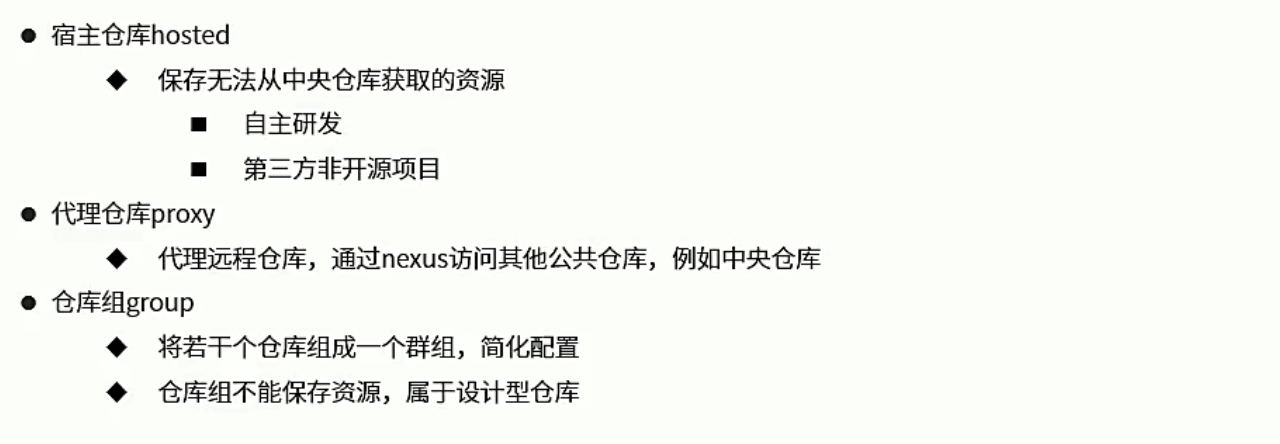 宿主仓库hosted
保存无法从中央仓库获取的资源
自主研发
第三方非开源项目
代理仓库proxy
代理远程仓库，通过nexus访问其他公共仓库，例如中央仓库
仓库组group
将若干个仓库组成一个群组，简化配置
仓库组不能保存资源，属于设计型仓库